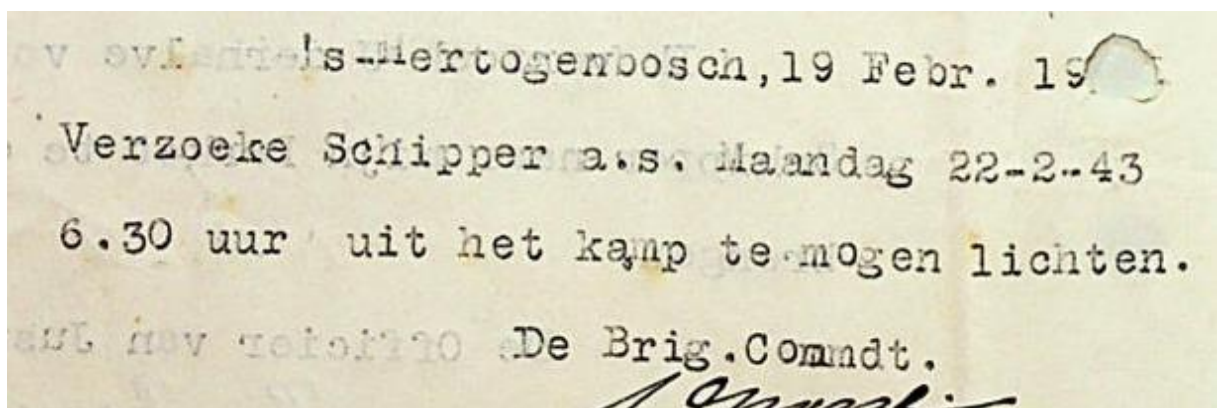 's-Hertogenbosch, 19 Febr. 19
Verzoeke Schipper a.s. Maandag 22-2-43
6.30 uur uit het kamp te mogen lichten.
De Brig. Commdt.